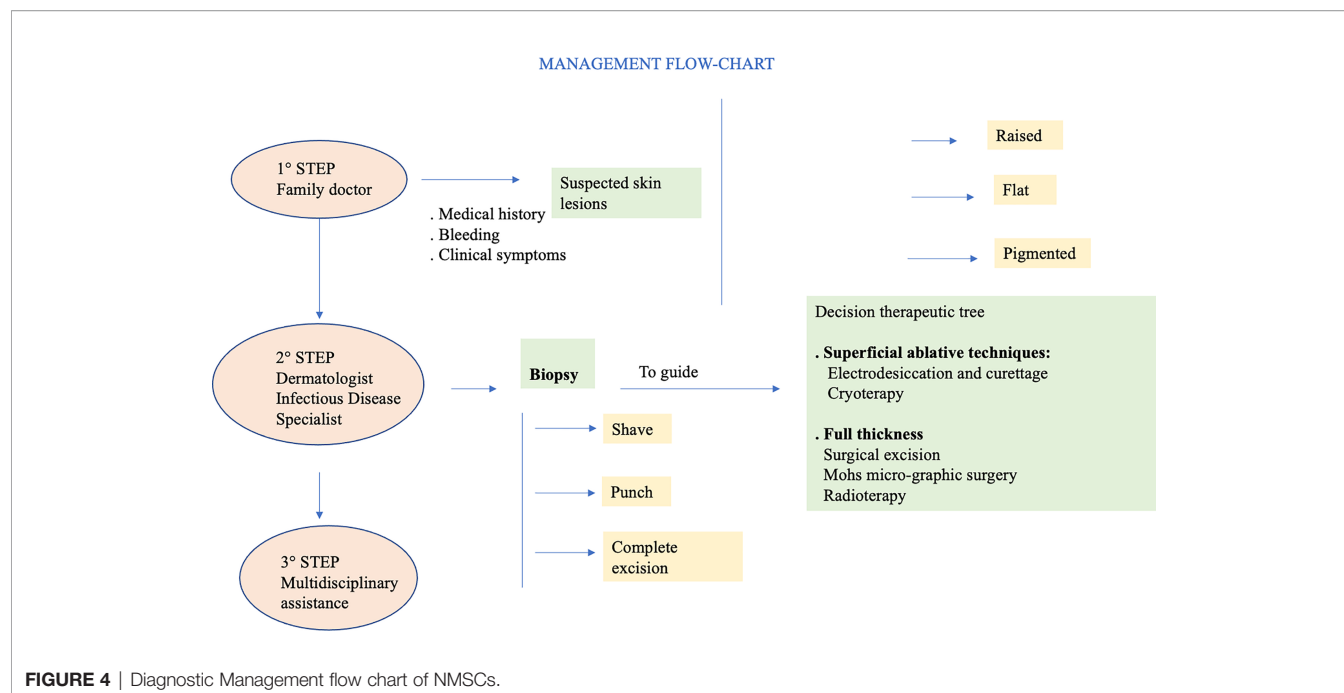 MANAGEMENT FLOW-CHART
1° STEP
Family doctor
. Medical history
. Bleeding
. Clinical symptoms
Suspected skin
lesions
Raised
Flat
Pigmented
2° STEP
Dermatologist
Infectious Disease
Specialist
Biopsy
To guide
Shave
Punch
Complete
excision
Decision therapeutic tree
. Superficial ablative techniques:
Electrodesiccation and curettage
Cryoterapy
. Full thickness
Surgical excision
Mohs micro-graphic surgery
Radioterapy
3° STEP
Multidisciplinary
assistance
FIGURE 4 | Diagnostic Management flow chart of NMSCs.